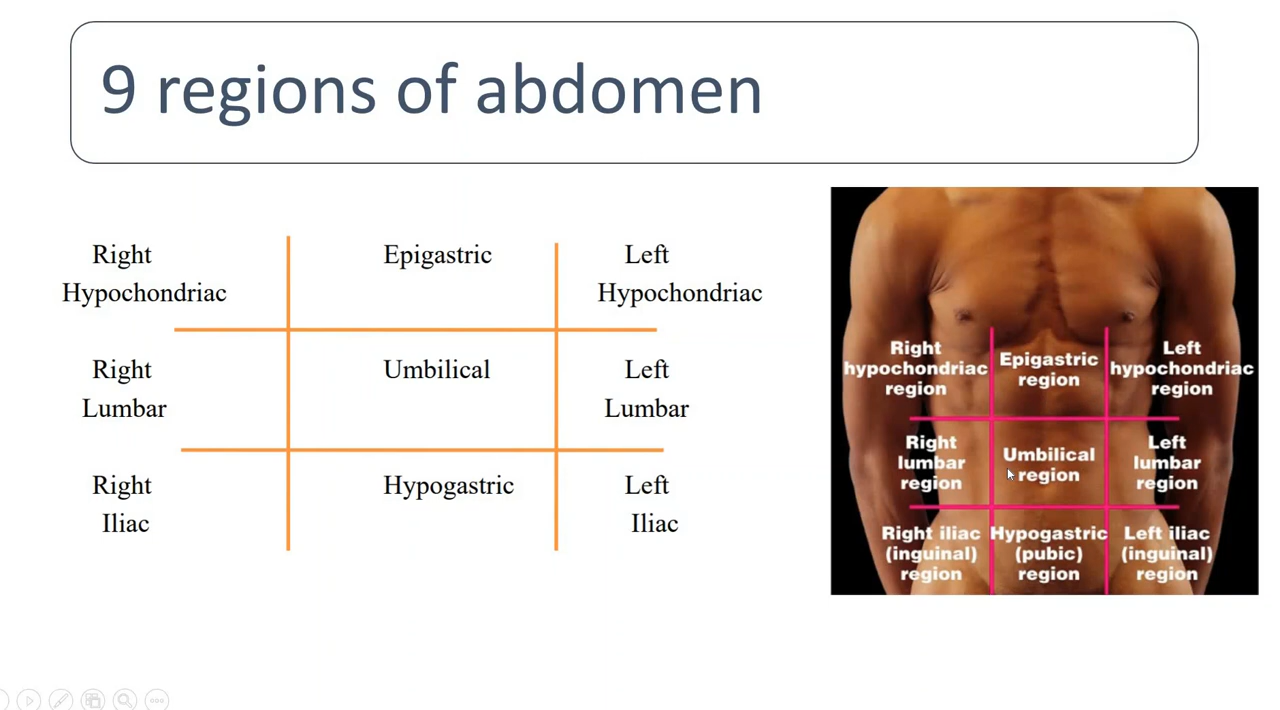 9 regions of abdomen
Right
Hypochondriac
Epigastric
Left
Hypochondriac
Right
Lumbar
Umbilical
Left
Lumbar
Right
Iliac
Hypogastric
Left
Iliac
Right
hypochondriac
region
Epigastric
region
Left
hypochondriac
region
Right
lumbar
region
Umbilical
region
Left
lumbar
region
Right iliac
(inguinal)
region
Hypogastric
(pubic)
region
Left iliac
(inguinal)
region